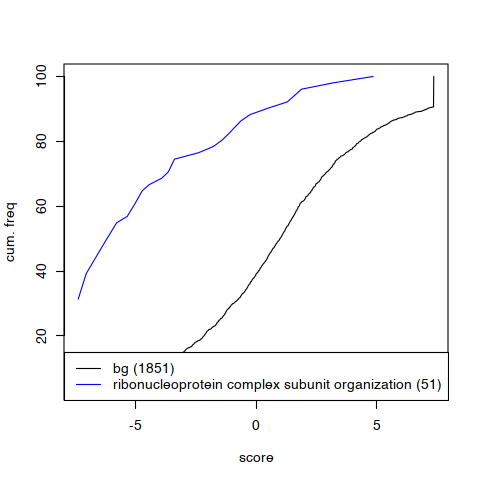 100
80
60
40
20
cum. freq
bg (1851)
ribonucleoprotein complex subunit organization (51)
-5
0
5
score